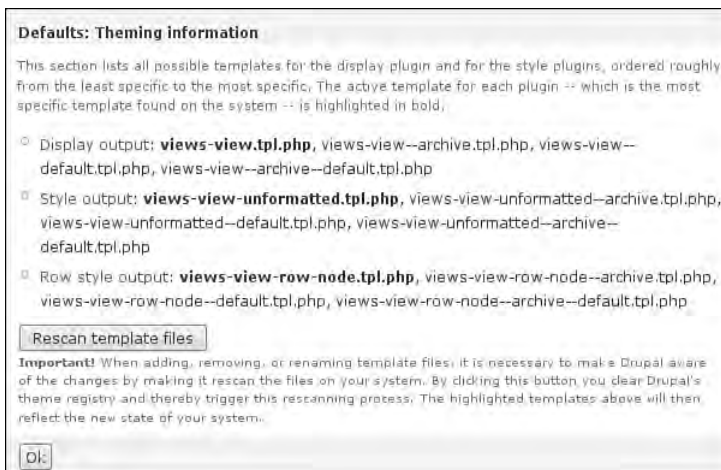 Defaults: Theming information
This section lists all possible templates for the display plugin and for the style plugins, ordered roughly
from the least specific to the most specific. The active template for each plugin -- which is the most
specific template found on the system -- is highlighted in bold.
Display output: views-view.tpl.php, views-view--archive.tpl.php, views-view--
default.tpl.php, views-view--archive--default.tpl.php
Style output: views-view-unformatted.tpl.php, views-view-unformatted--archive.tpl.php,
views-view-unformatted--default.tpl.php, views-view-unformatted--archive--
default.tpl.php
Row style output: views-view-row-node.tpl.php, views-view-row-node--archive.tpl.php,
views-view-row-node--default.tpl.php, views-view-row-node--archive--default.tpl.php
Rescan template files
Important! When adding, removing, or renaming template files, it is necessary to make Drupal aware
of the changes by making it rescan the files on your system. By clicking this button you clear Drupal's
theme registry and thereby trigger this rescanning process. The highlighted templates above will then
reflect the new state of your system.
Ok